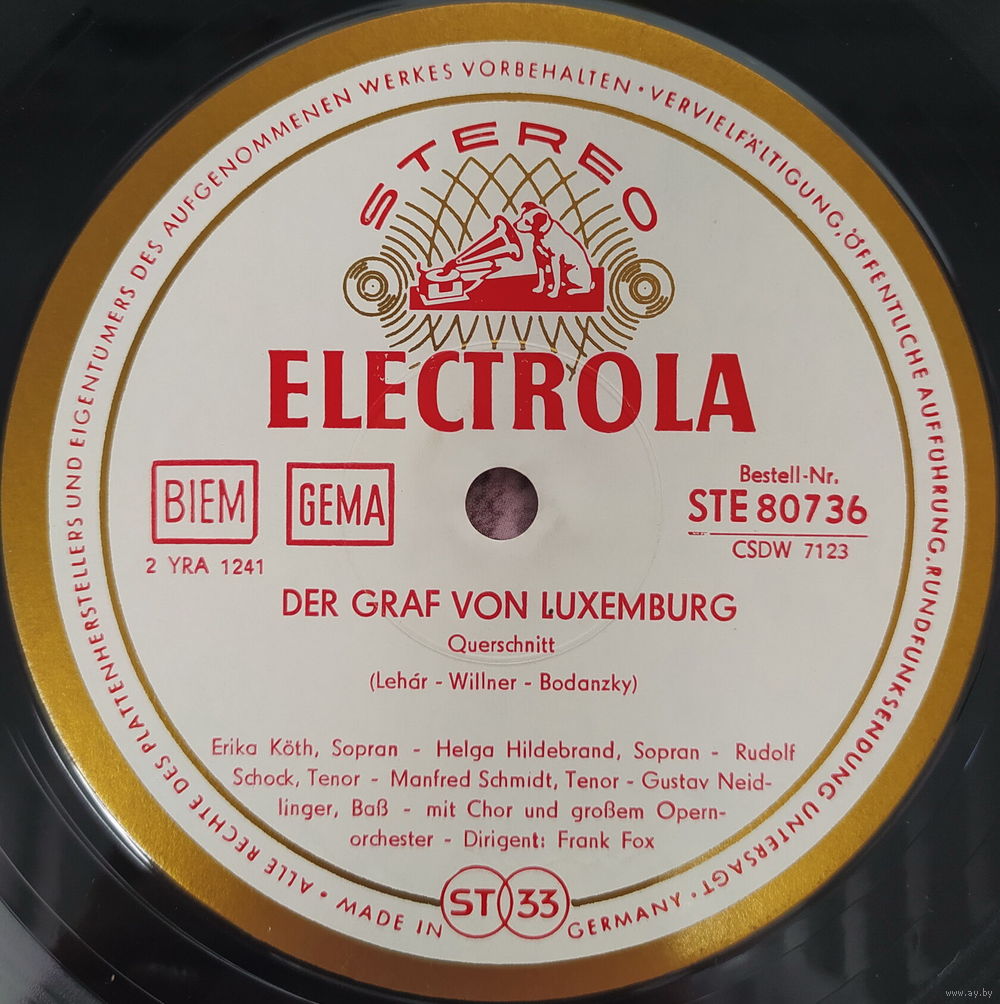 ALLE RECHTE DES PLATTENHERSTELLERS UND EIGENTÜMERS DES AUFGENOMMENEN WERKES VORBEHALTEN · VERVIELFÄLTIGUNG, ÖFFENTLICHE AUFFÜHRUNG, RUNDFUNKSENDUNG UNTERSAGT ·
STEREO
ELECTROLA
BIEM GEMA
2 YRA 1241
Bestell-Nr.
STE 80736
CSDW 7123
DER GRAF VON LUXEMBURG
Querschnitt
(Lehár - Willner - Bodanzky)
Erika Köth, Sopran - Helga Hildebrand, Sopran - Rudolf
Schock, Tenor - Manfred Schmidt, Tenor - Gustav Neid-
linger, Baß - mit Chor und großem Opern-
orchester - Dirigent: Frank Fox
MADE IN GERMANY
ST 33
www.ay.by